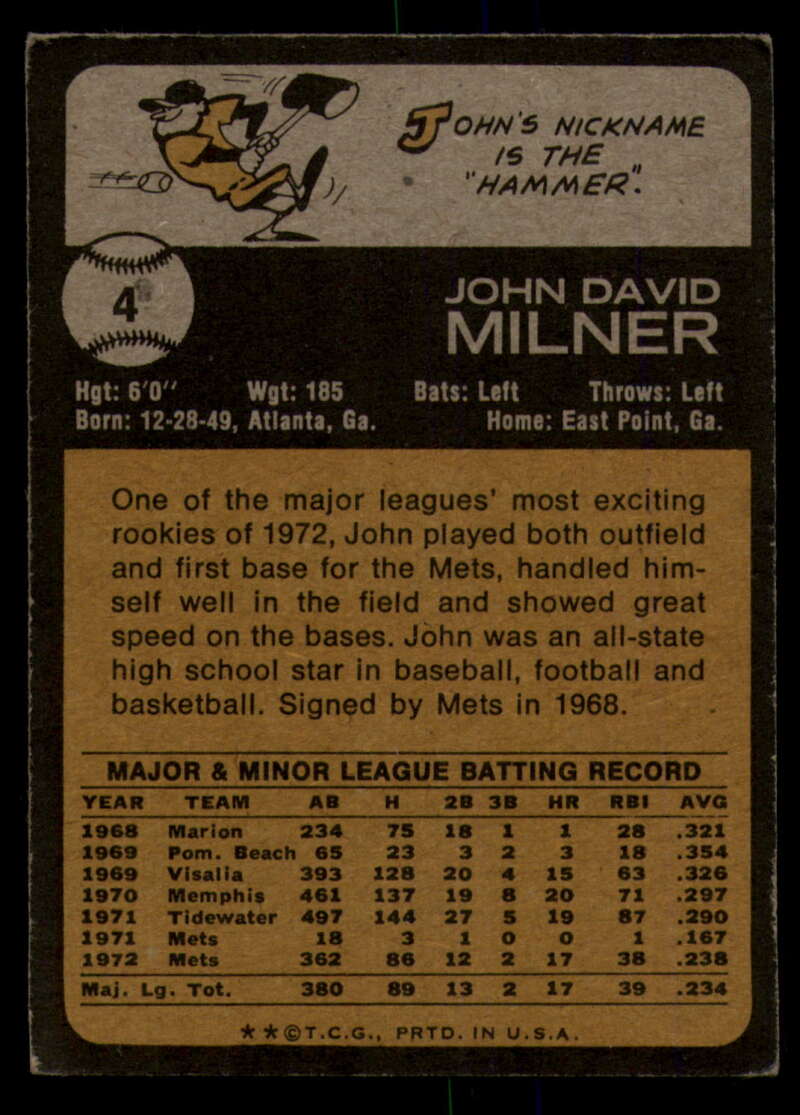 JOHN'S NICKNAME
IS THE
"HAMMER".
4
JOHN DAVID
MILNER
Hgt: 6'0" Wgt: 185 Bats: Left Throws: Left
Born: 12-28-49, Atlanta, Ga. Home: East Point, Ga.
One of the major leagues' most exciting
rookies of 1972, John played both outfield
and first base for the Mets, handled him-
self well in the field and showed great
speed on the bases. John was an all-state
high school star in baseball, football and
basketball. Signed by Mets in 1968.
MAJOR & MINOR LEAGUE BATTING RECORD
YEAR TEAM AB H 2B 3B HR RBI AVG
1968 Marion 234 75 18 1 1 28 .321
1969 Pom. Beach 65 23 3 2 3 18 .354
1969 Visalia 393 128 20 4 15 63 .326
1970 Memphis 461 137 19 8 20 71 .297
1971 Tidewater 497 144 27 5 19 87 .290
1971 Mets 18 3 1 0 0 1 .167
1972 Mets 362 86 12 2 17 38 .238
Maj. Lg. Tot. 380 89 13 2 17 39 .234
**©T.C.G., PRTD. IN U.S.A.